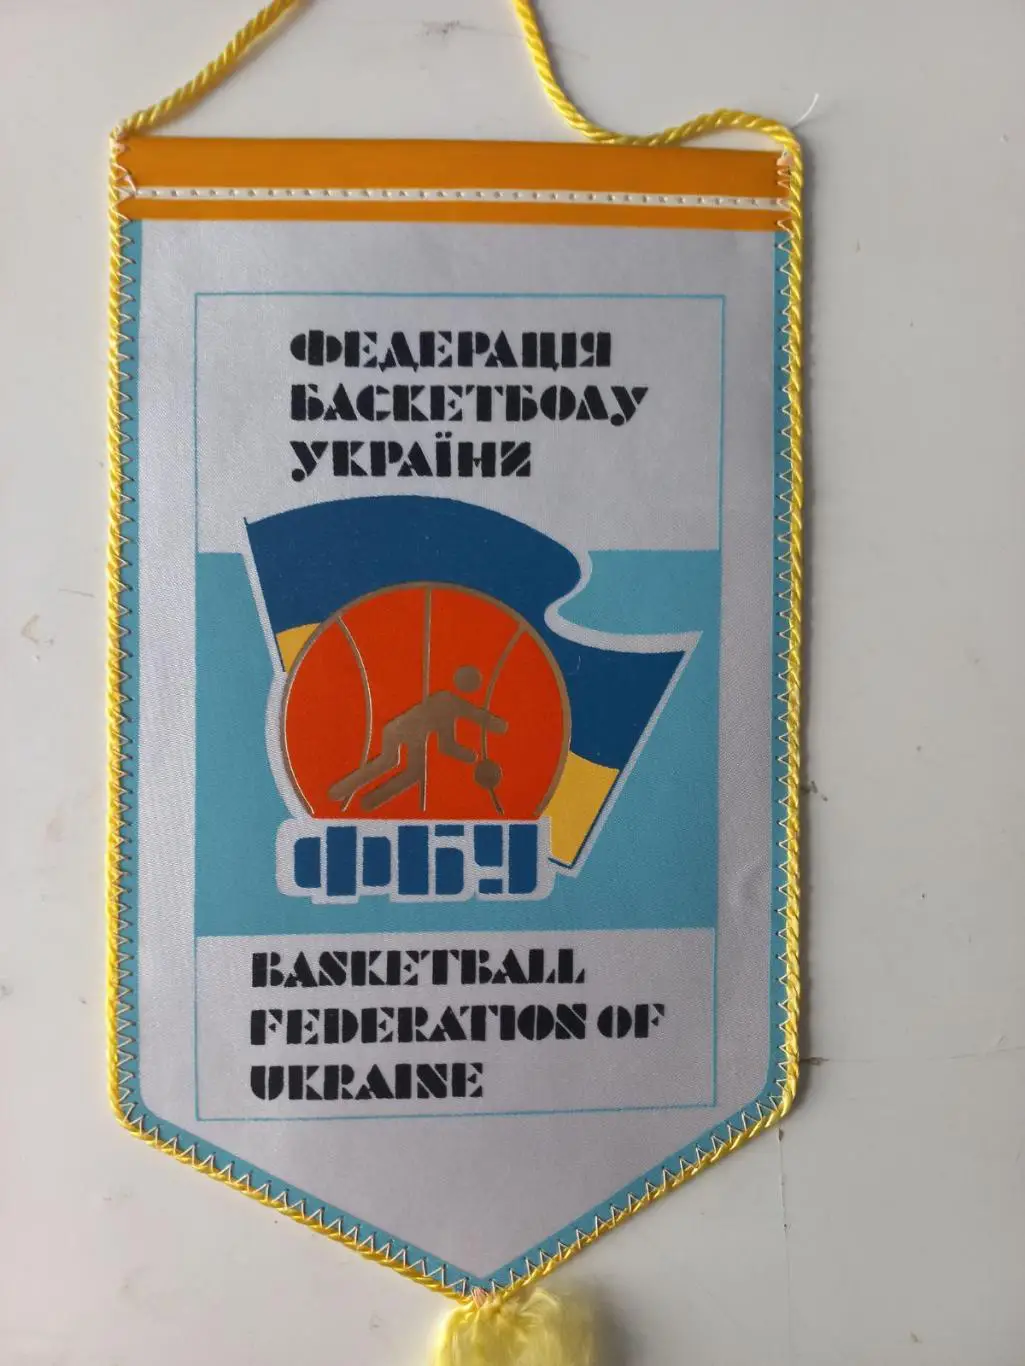 ФЕДЕРАЦІЯ
БАСКЕТБОЛУ
УКРАЇНИ
ФБУ
BASKETBALL
FEDERATION OF
UKRAINE